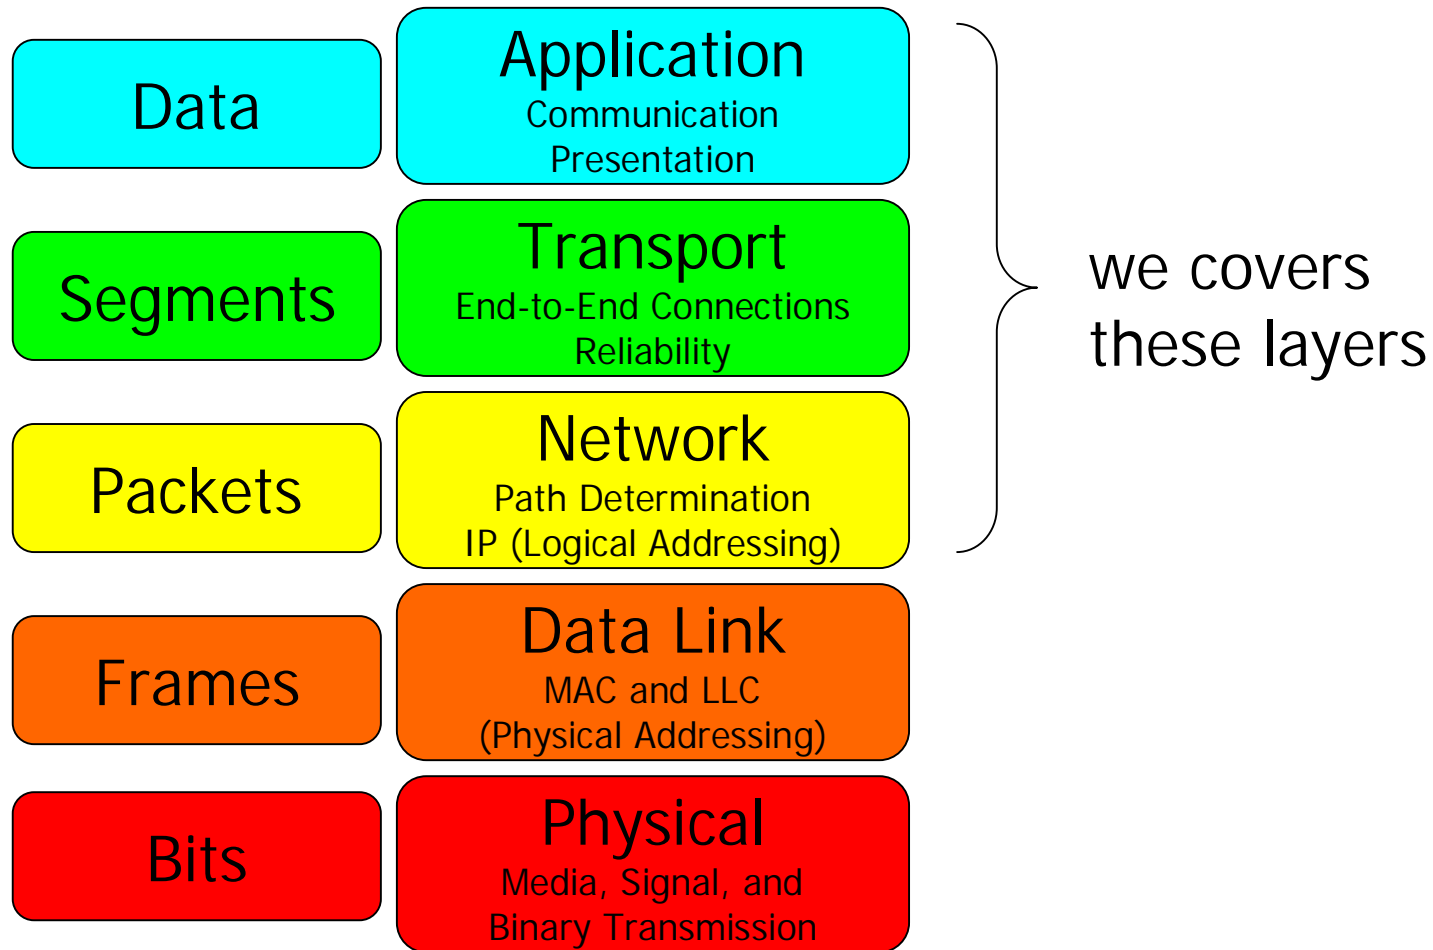 Data
Application
Communication
Presentation
Segments
Transport
End-to-End Connections
Reliability
we covers
these layers
Packets
Network
Path Determination
IP (Logical Addressing)
Frames
Data Link
MAC and LLC
(Physical Addressing)
Bits
Physical
Media, Signal, and
Binary Transmission